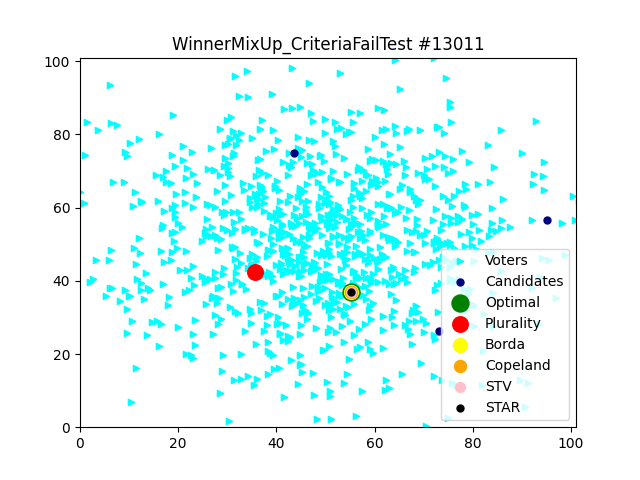 WinnerMixUp_CriteriaFailTest #13011
100
80
60
40
20
0
0
20
40
60
80
100
Voters
Candidates
Optimal
Plurality
Borda
Copeland
STV
STAR